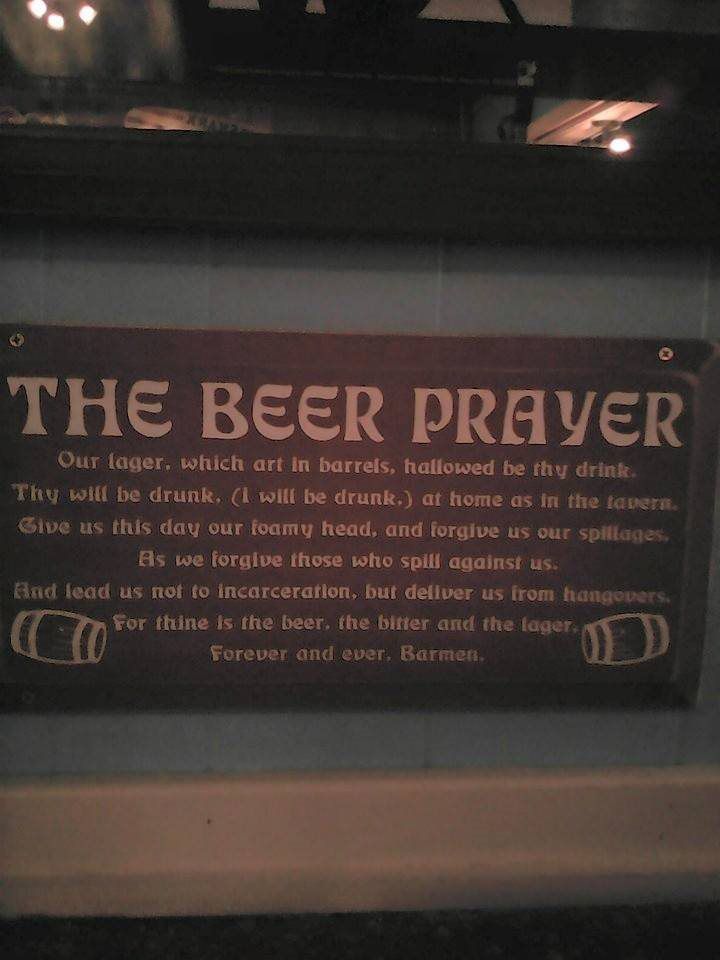 THE BEER PRAYER
Our lager, which art in barrels, hallowed be thy drink.
Thy will be drunk, (I will be drunk,) at home as in the tavern.
Give us this day our foamy head, and forgive us our spillages,
As we forgive those who spill against us.
And lead us not to incarceration, but deliver us from hangovers.
For thine is the beer, the bitter and the lager,
Forever and ever, Barmen.